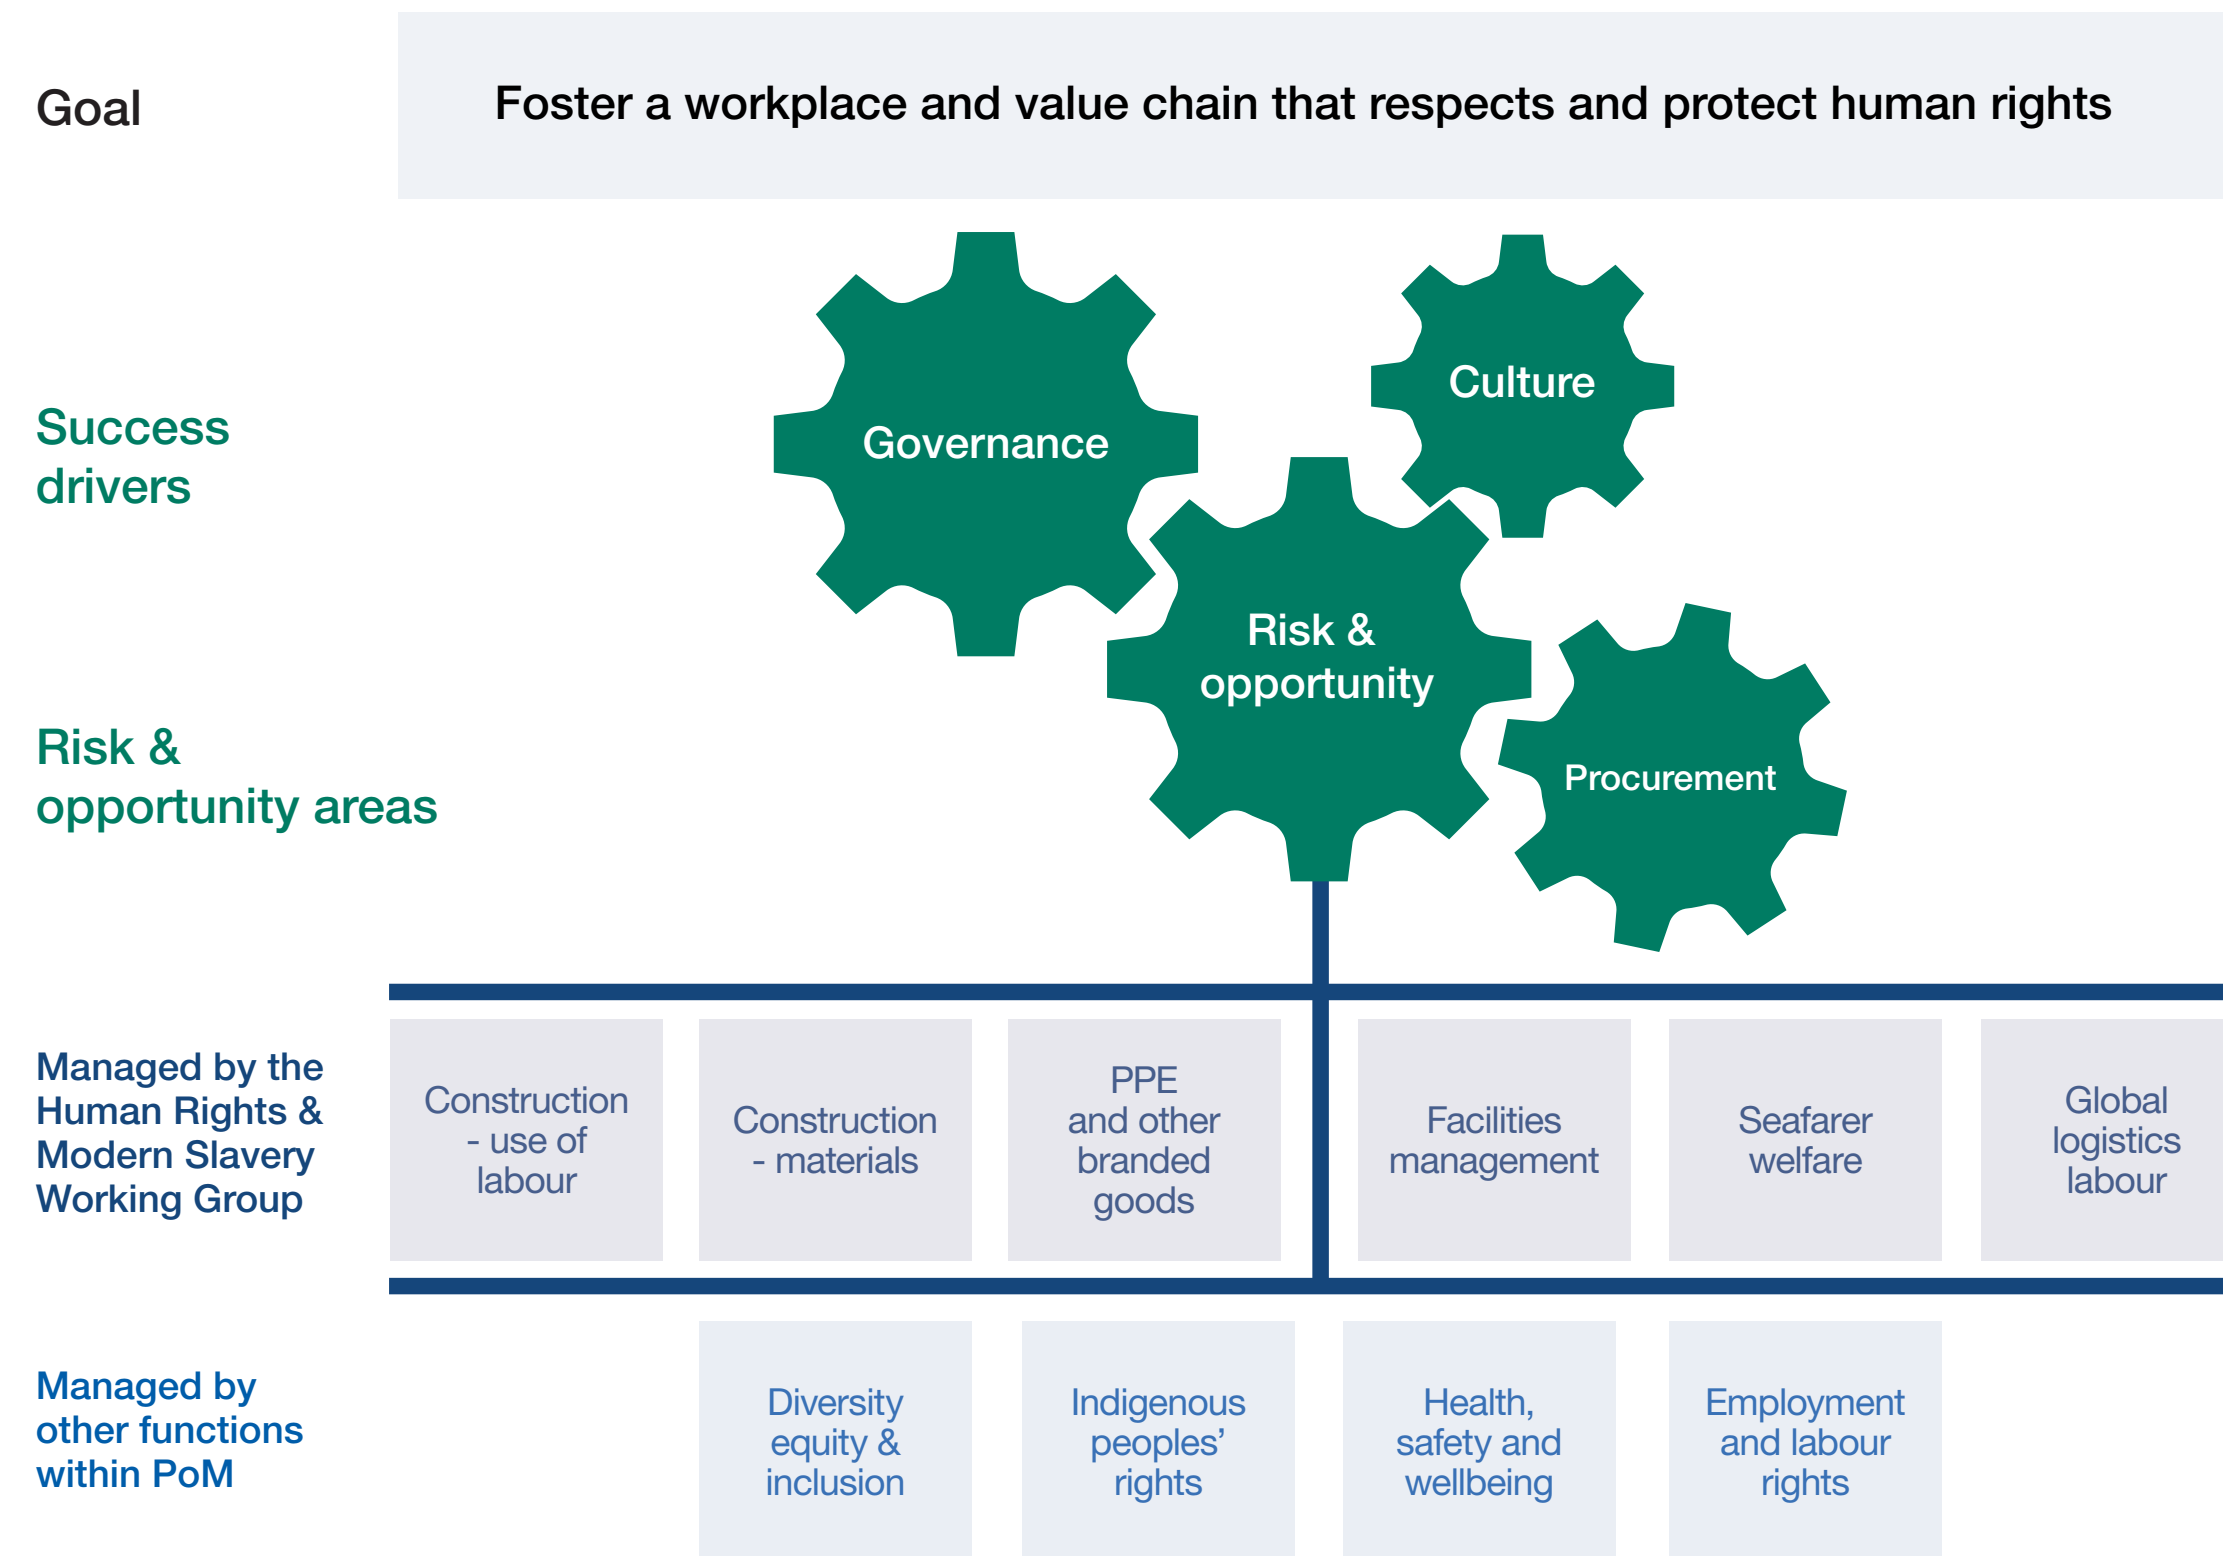 Goal
Foster a workplace and value chain that respects and protect human rights
Success
drivers
Governance
Culture
Risk &
opportunity
Procurement
Risk &
opportunity areas
Managed by the
Human Rights &
Modern Slavery
Working Group
Construction
- use of
labour
Construction
- materials
PPE
and other
branded
goods
Facilities
management
Seafarer
welfare
Global
logistics
labour
Managed by
other functions
within PoM
Diversity
equity &
inclusion
Indigenous
peoples’
rights
Health,
safety and
wellbeing
Employment
and labour
rights